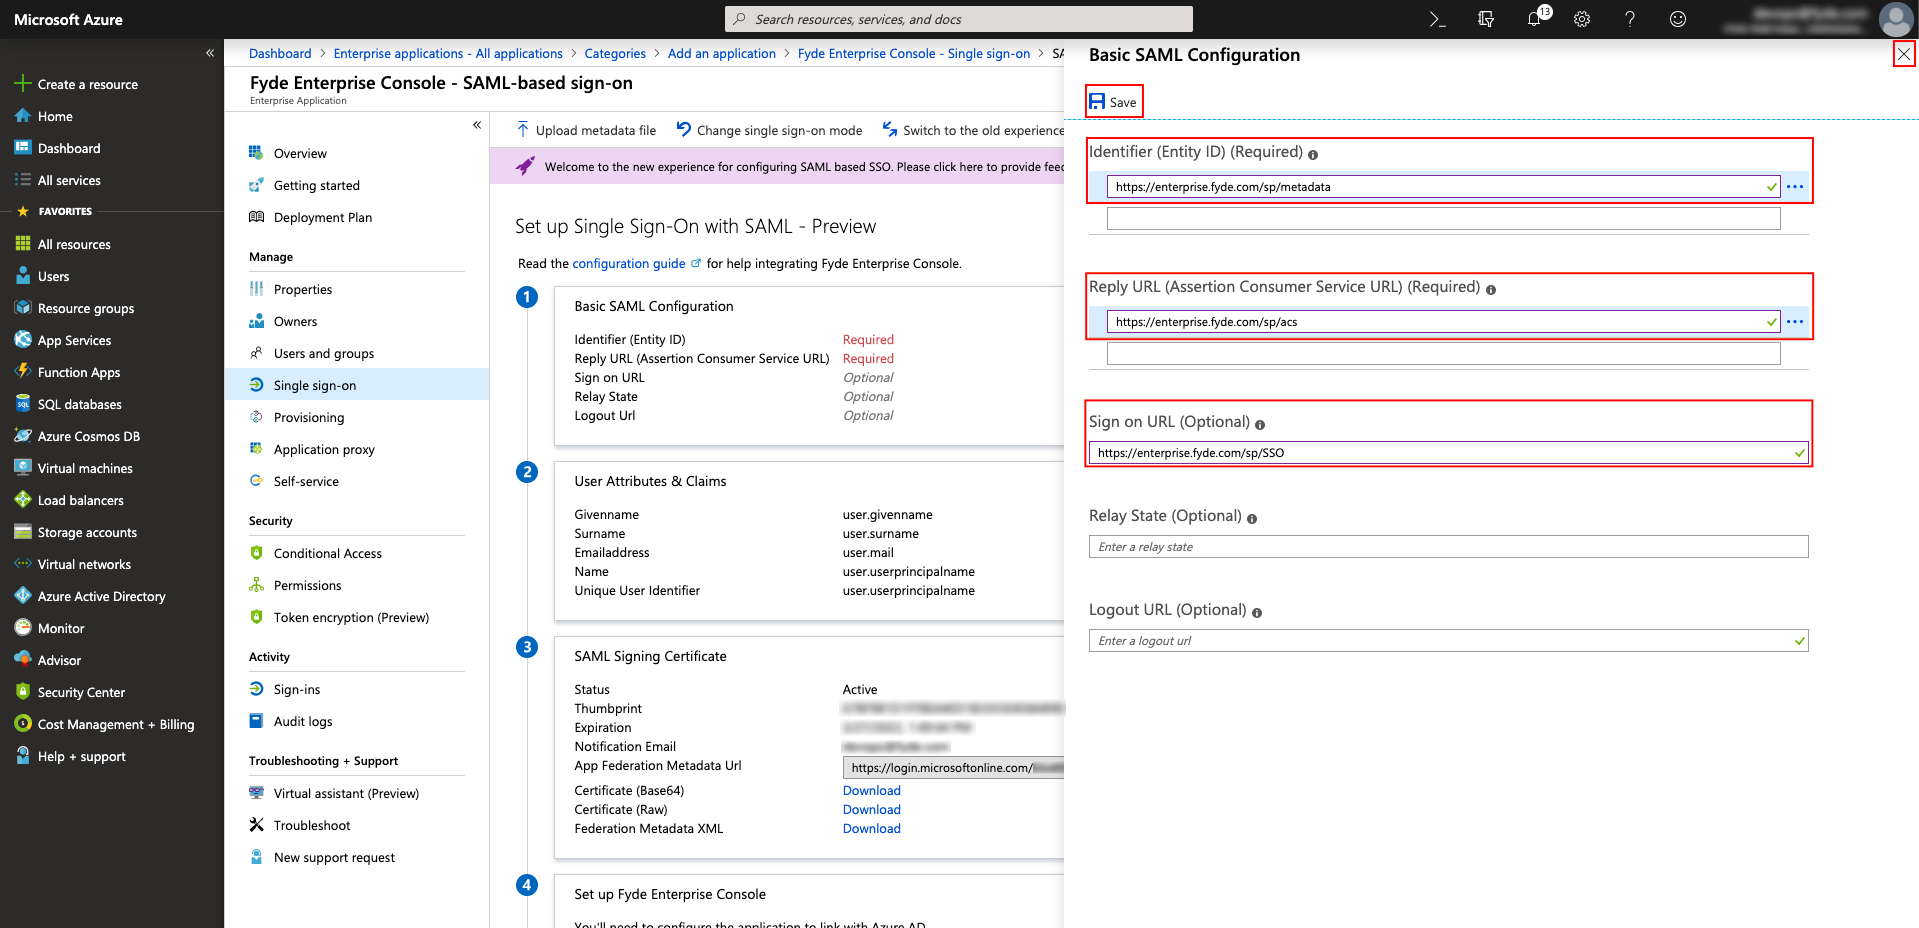 Microsoft Azure
Search resources, services, and docs
13
Create a resource
Home
Dashboard
All services
FAVORITES
All resources
Users
Resource groups
App Services
Function Apps
SQL databases
Azure Cosmos DB
Virtual machines
Load balancers
Storage accounts
Virtual networks
Azure Active Directory
Monitor
Advisor
Security Center
Cost Management + Billing
Help + support
Dashboard > Enterprise applications - All applications > Categories > Add an application > Fyde Enterprise Console - Single sign-on >
Fyde Enterprise Console - SAML-based sign-on
Enterprise Application
Overview
Getting started
Deployment Plan
Manage
Properties
Owners
Users and groups
Single sign-on
Provisioning
Application proxy
Self-service
Security
Conditional Access
Permissions
Token encryption (Preview)
Activity
Sign-ins
Audit logs
Troubleshooting + Support
Virtual assistant (Preview)
Troubleshoot
New support request
Upload metadata file Change single sign-on mode Switch to the old experience
Welcome to the new experience for configuring SAML based SSO. Please click here to provide
Set up Single Sign-On with SAML - Preview
Read the configuration guide for help integrating Fyde Enterprise Console.
1
Basic SAML Configuration
Identifier (Entity ID) Required
Reply URL (Assertion Consumer Service URL) Required
Sign on URL Optional
Relay State Optional
Logout Url Optional
2
User Attributes & Claims
Givenname user.givenname
Surname user.surname
Emailaddress user.mail
Name user.userprincipalname
Unique User Identifier user.userprincipalname
3
SAML Signing Certificate
Status Active
Thumbprint
Expiration
Notification Email
App Federation Metadata Url https://login.microsoftonline.com/
Certificate (Base64) Download
Certificate (Raw) Download
Federation Metadata XML Download
4
Set up Fyde Enterprise Console
You'll need to configure the application to link with Azure AD.
Basic SAML Configuration
Save
Identifier (Entity ID) (Required)
https://enterprise.fyde.com/sp/metadata
Reply URL (Assertion Consumer Service URL) (Required)
https://enterprise.fyde.com/sp/acs
Sign on URL (Optional)
https://enterprise.fyde.com/sp/SSO
Relay State (Optional)
Enter a relay state
Logout URL (Optional)
Enter a logout url